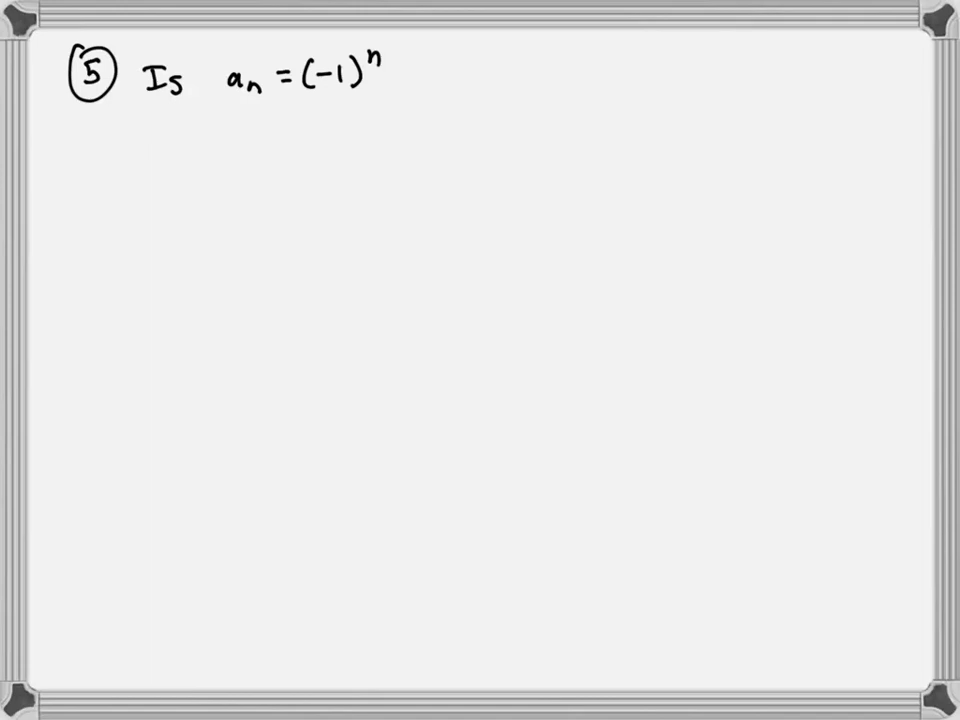 ⑤ Is aₙ = (-1)ⁿ